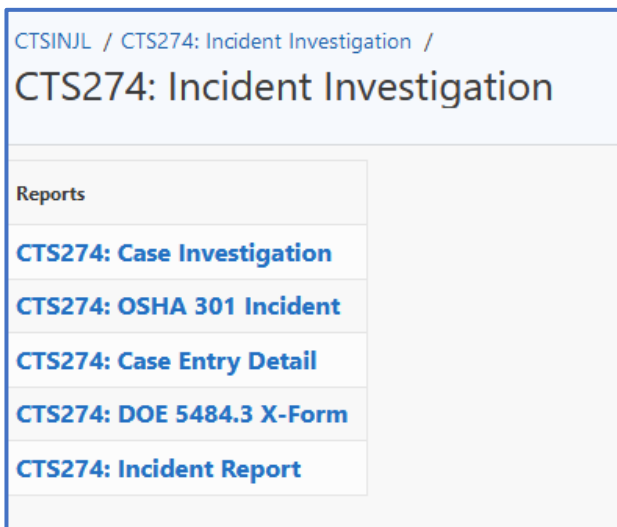 CTSINJL / CTS274: Incident Investigation /
CTS274: Incident Investigation
Reports
CTS274: Case Investigation
CTS274: OSHA 301 Incident
CTS274: Case Entry Detail
CTS274: DOE 5484.3 X-Form
CTS274: Incident Report